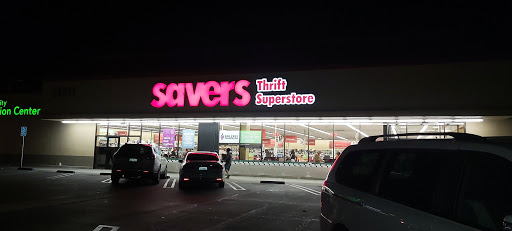 savers
Thrift
Superstore
ion Center